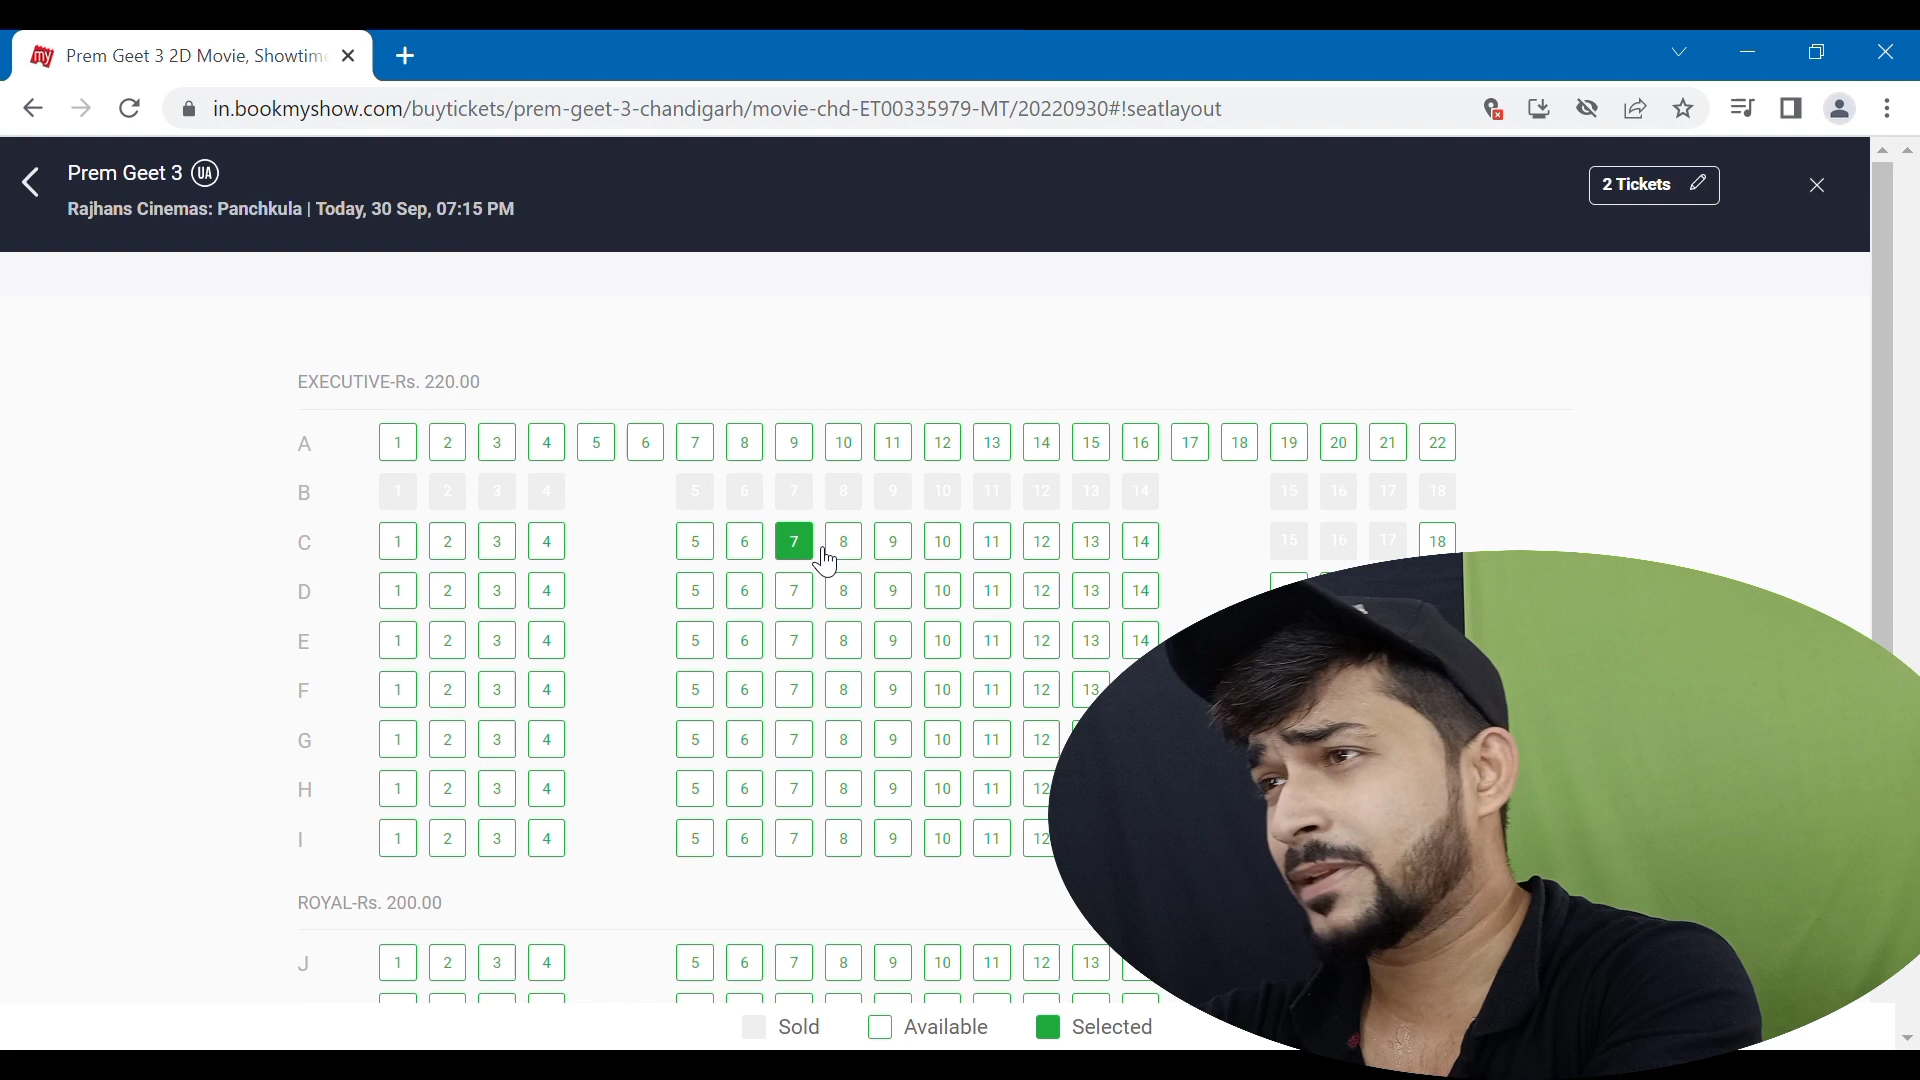 my Prem Geet 3 2D Movie, Showtim
in.bookmyshow.com/buytickets/prem-geet-3-chandigarh/movie-chd-ET00335979-MT/20220930#!seatlayout
Prem Geet 3 UA
Rajhans Cinemas: Panchkula | Today, 30 Sep, 07:15 PM
2 Tickets
EXECUTIVE-Rs. 220.00
A 1 2 3 4 5 6 7 8 9 10 11 12 13 14 15 16 17 18 19 20 21 22
B 1 2 3 4 5 6 7 8 9 10 11 12 13 14 15 16 17 18
C 1 2 3 4 5 6 7 8 9 10 11 12 13 14 15 16 17 18
D 1 2 3 4 5 6 7 8 9 10 11 12 13 14
E 1 2 3 4 5 6 7 8 9 10 11 12 13 14
F 1 2 3 4 5 6 7 8 9 10 11 12 13
G 1 2 3 4 5 6 7 8 9 10 11 12
H 1 2 3 4 5 6 7 8 9 10 11 12
I 1 2 3 4 5 6 7 8 9 10 11 12
ROYAL-Rs. 200.00
J 1 2 3 4 5 6 7 8 9 10 11 12 13
Sold Available Selected